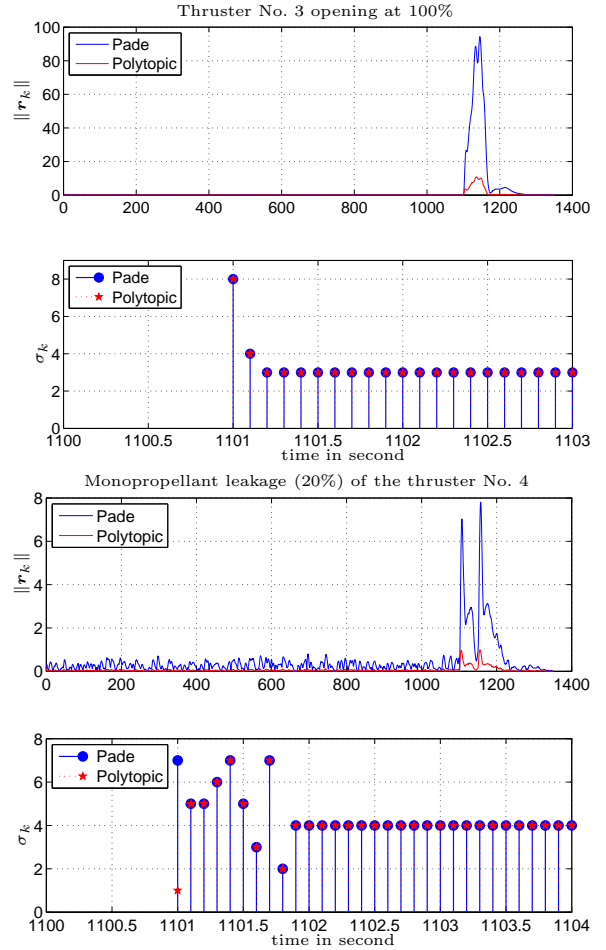 Thruster No. 3 opening at 100%
100
80
60
40
20
0
‖ r_k ‖
Pade
Polytopic
0 200 400 600 800 1000 1200 1400
8
6
4
2
0
σ_k
Pade
Polytopic
1100 1100.5 1101 1101.5 1102 1102.5 1103
time in second
Monopropellant leakage (20%) of the thruster No. 4
8
6
4
2
0
‖ r_k ‖
Pade
Polytopic
0 200 400 600 800 1000 1200 1400
8
6
4
2
0
σ_k
Pade
Polytopic
1100 1100.5 1101 1101.5 1102 1102.5 1103 1103.5 1104
time in second